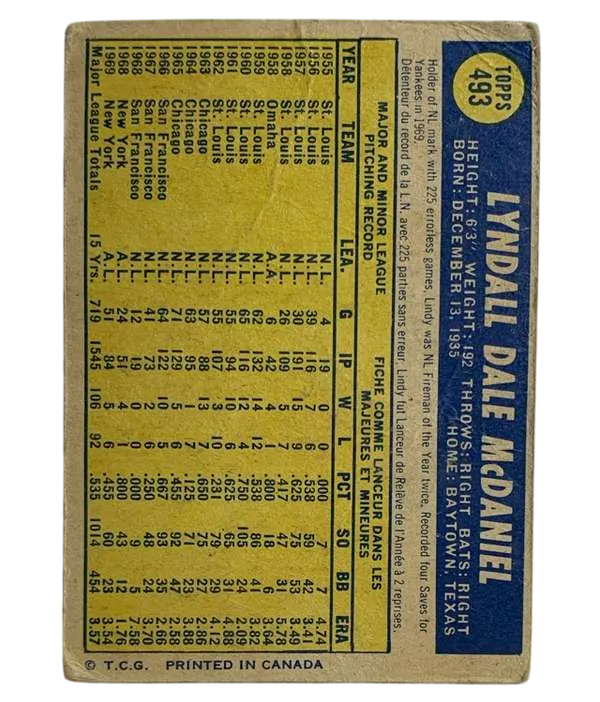 TOPPS
493
LYNDALL DALE McDANIEL
HEIGHT: 6'3" WEIGHT: 192 THROWS: RIGHT BATS: RIGHT
BORN: DECEMBER 13, 1935 HOME: BAYTOWN, TEXAS
Holder of NL mark with 225 errorless games, Lindy was NL Fireman of the Year twice. Recorded four Saves for
Yankees in 1969.
Détenteur du record de la L.N. avec 225 parties sans erreur, Lindy fut Lanceur de Relève de l'Année à 2 reprises.
MAJOR AND MINOR LEAGUE PITCHING RECORD
FICHE COMME LANCEUR DANS LES MAJEURES ET MINEURES
YEAR TEAM LEA. G IP W L PCT SO BB ERA
1955 St. Louis N.L. 4 19 0 0 .000 7 7 4.74
1956 St. Louis N.L. 39 116 7 6 .538 59 42 3.41
1957 St. Louis N.L. 30 191 15 9 .625 75 53 3.49
1958 St. Louis N.L. 26 109 5 7 .417 47 31 5.78
1958 Omaha A.A. 6 42 4 1 .800 18 6 3.64
1959 St. Louis N.L. 62 132 14 12 .538 86 41 3.82
1960 St. Louis N.L. 65 116 12 4 .750 105 24 2.09
1961 St. Louis N.L. 55 94 10 6 .625 65 31 4.88
1962 St. Louis N.L. 55 107 3 10 .231 79 29 4.12
1963 Chicago N.L. 57 88 13 7 .650 75 27 2.86
1964 Chicago N.L. 63 95 1 7 .125 71 23 3.88
1965 Chicago N.L. 71 129 5 6 .455 92 47 2.58
1966 San Francisco N.L. 64 122 10 5 .667 93 35 2.66
1967 San Francisco N.L. 41 73 2 6 .250 48 24 3.70
1968 San Francisco N.L. 12 19 0 0 .000 9 5 7.58
1968 New York A.L. 24 51 4 1 .800 43 12 1.76
1969 New York A.L. 51 84 5 6 .455 60 23 3.54
Major League Totals 15 Yrs. 719 1545 106 92 .535 1014 454 3.57
© T.C.G. PRINTED IN CANADA